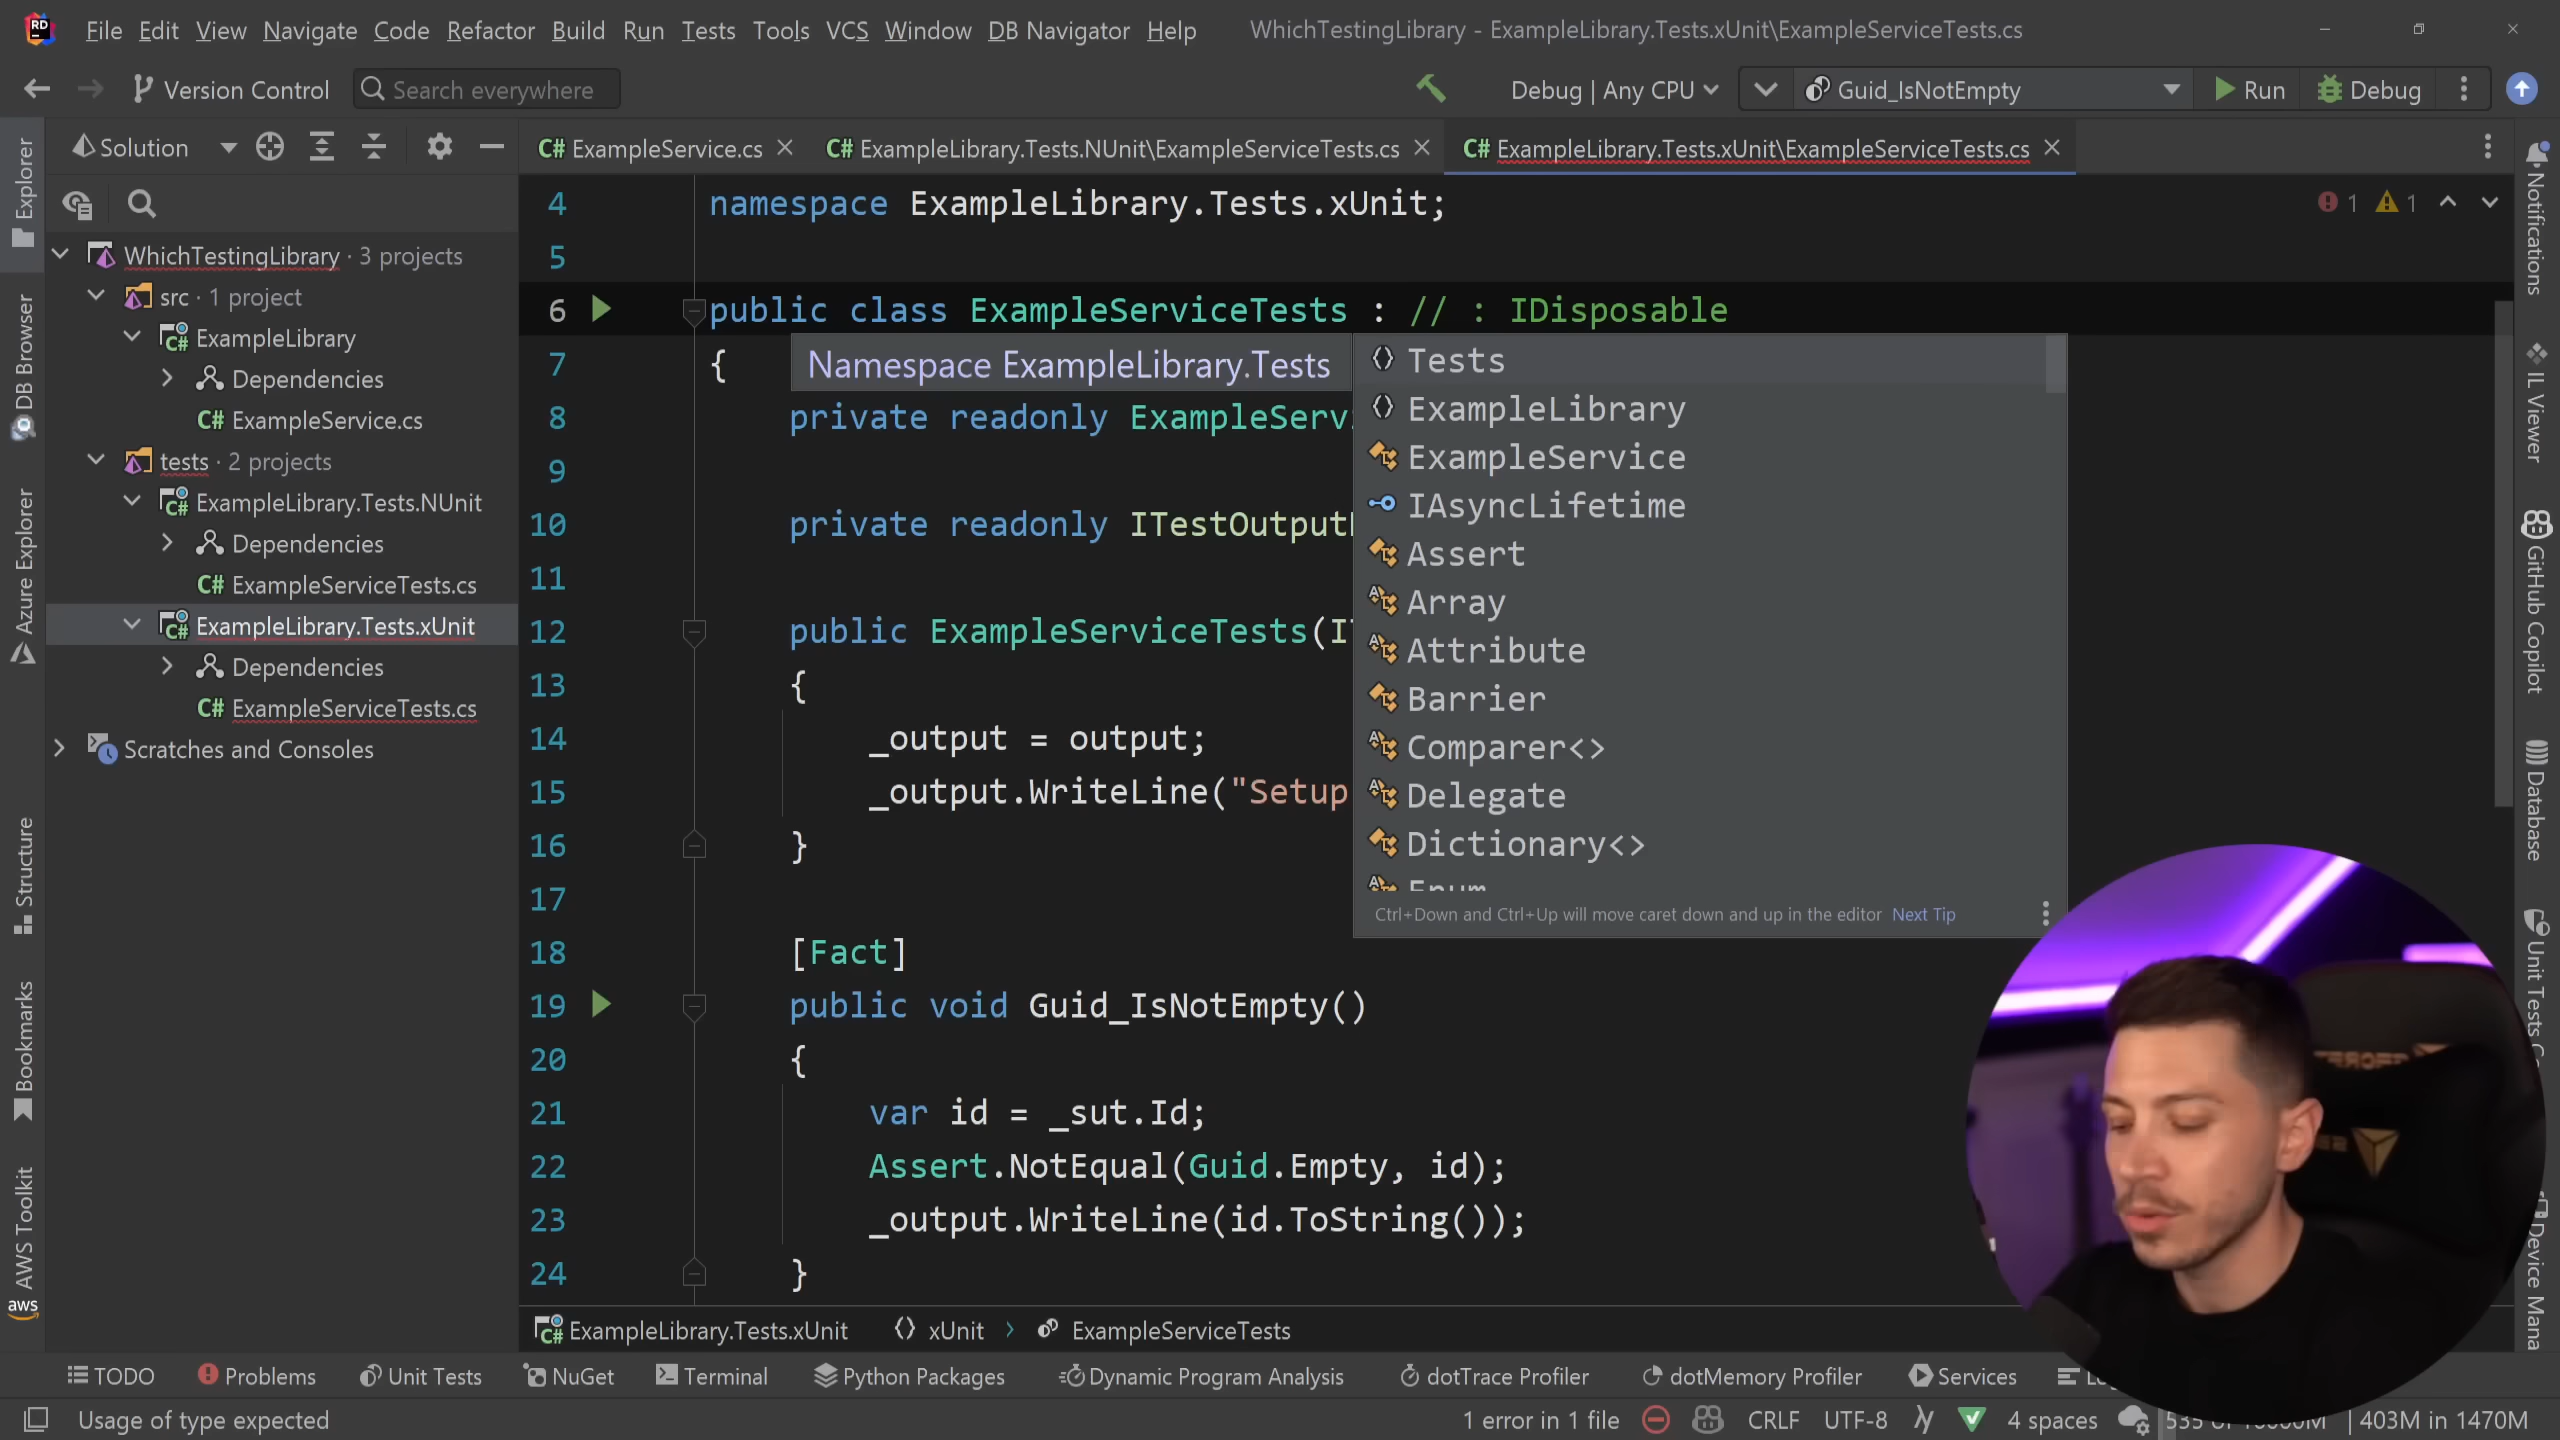 File Edit View Navigate Code Refactor Build Run Tests Tools VCS Window DB Navigator Help WhichTestingLibrary - ExampleLibrary.Tests.xUnit\ExampleServiceTests.cs
Version Control Search everywhere Debug | Any CPU Guid_IsNotEmpty Run Debug
Solution C# ExampleService.cs C# ExampleLibrary.Tests.NUnit\ExampleServiceTests.cs C# ExampleLibrary.Tests.xUnit\ExampleServiceTests.cs
WhichTestingLibrary · 3 projects
src · 1 project
ExampleLibrary
Dependencies
C# ExampleService.cs
tests · 2 projects
ExampleLibrary.Tests.NUnit
Dependencies
C# ExampleServiceTests.cs
ExampleLibrary.Tests.xUnit
Dependencies
C# ExampleServiceTests.cs
Scratches and Consoles
Explorer
DB Browser
Azure Explorer
Structure
Bookmarks
AWS Toolkit
aws
1 1
4 namespace ExampleLibrary.Tests.xUnit;
5
6 public class ExampleServiceTests : // : IDisposable
7 {
Namespace ExampleLibrary.Tests
8 private readonly ExampleServi
9
10 private readonly ITestOutput
11
12 public ExampleServiceTests(I
13 {
14 _output = output;
15 _output.WriteLine("Setup
16 }
17
18 [Fact]
19 public void Guid_IsNotEmpty()
20 {
21 var id = _sut.Id;
22 Assert.NotEqual(Guid.Empty, id);
23 _output.WriteLine(id.ToString());
24 }
Tests
ExampleLibrary
ExampleService
IAsyncLifetime
Assert
Array
Attribute
Barrier
Comparer<>
Delegate
Dictionary<>
Enum
Ctrl+Down and Ctrl+Up will move caret down and up in the editor Next Tip
Notifications
IL Viewer
GitHub Copilot
Database
Unit Tests
Device Mana
ExampleLibrary.Tests.xUnit xUnit ExampleServiceTests
TODO Problems Unit Tests NuGet Terminal Python Packages Dynamic Program Analysis dotTrace Profiler dotMemory Profiler Services
Usage of type expected 1 error in 1 file CRLF UTF-8 4 spaces 403M in 1470M